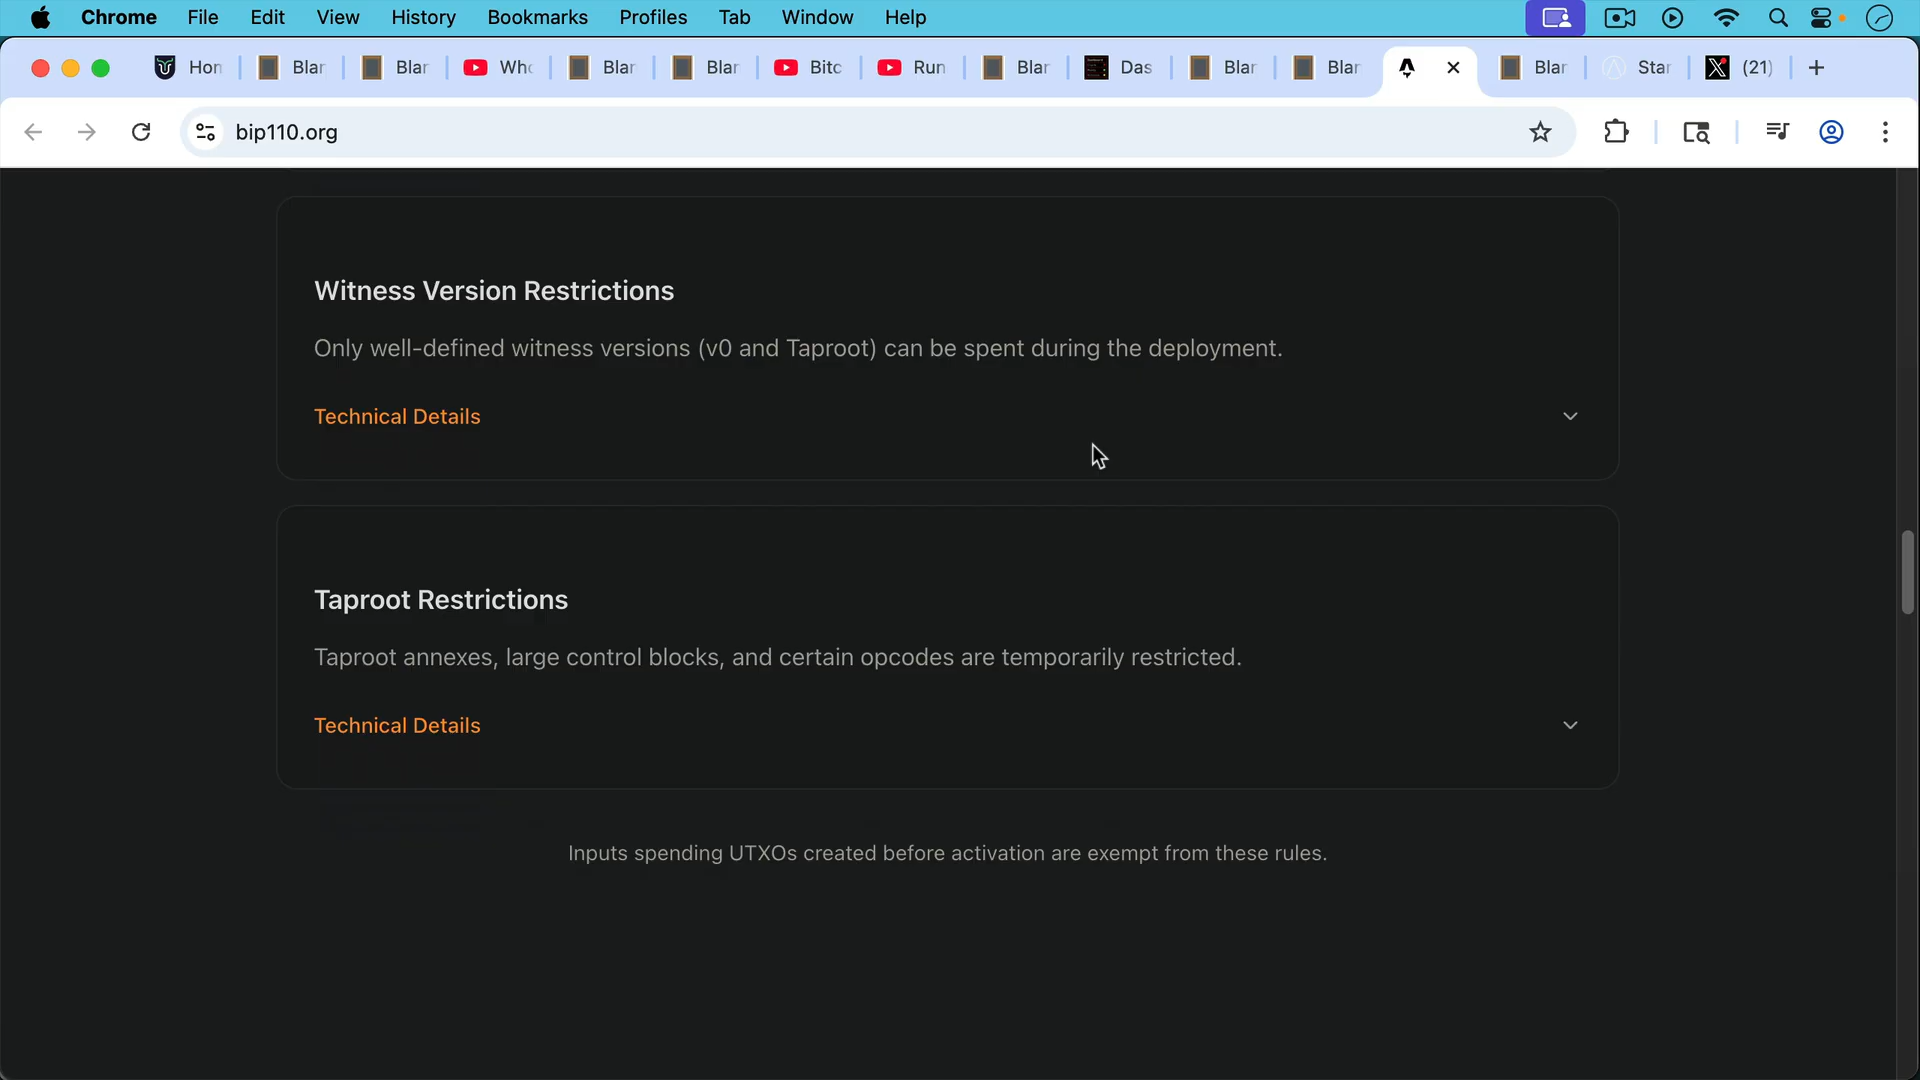 Chrome File Edit View History Bookmarks Profiles Tab Window Help
Hon Blar Blar Who Blar Blar Bitc Run Blar Das Blar Blar Blar Star (21)
bip110.org
Witness Version Restrictions
Only well-defined witness versions (v0 and Taproot) can be spent during the deployment.
Technical Details
Taproot Restrictions
Taproot annexes, large control blocks, and certain opcodes are temporarily restricted.
Technical Details
Inputs spending UTXOs created before activation are exempt from these rules.